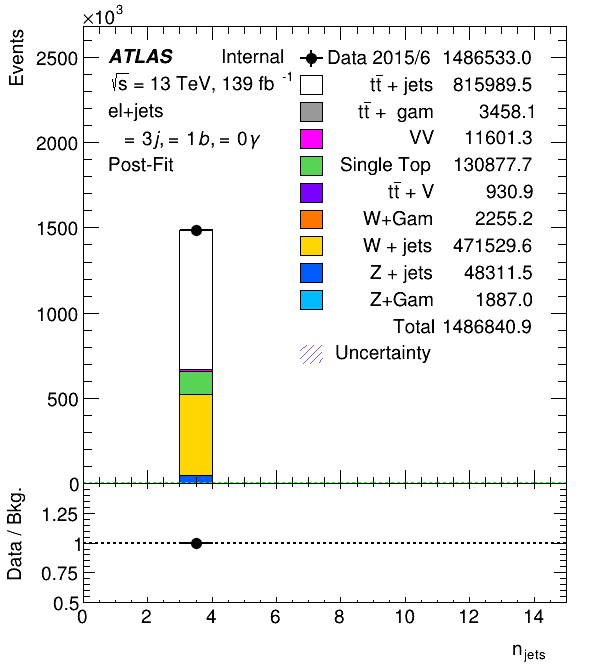 ×10³
Events
2500
2000
1500
1000
500
0
ATLAS Internal
√s = 13 TeV, 139 fb⁻¹
el+jets
= 3j, = 1b, = 0γ
Post-Fit
Data 2015/6 1486533.0
tt̄ + jets 815989.5
tt̄ + gam 3458.1
VV 11601.3
Single Top 130877.7
tt̄ + V 930.9
W+Gam 2255.2
W + jets 471529.6
Z + jets 48311.5
Z+Gam 1887.0
Total 1486840.9
Uncertainty
Data / Bkg.
1.25
1
0.75
0.5
0 2 4 6 8 10 12 14
n_jets